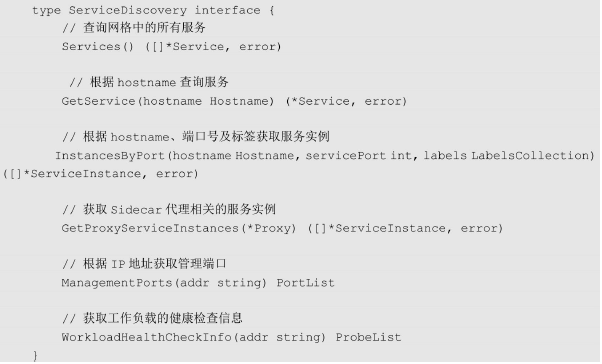 type ServiceDiscovery interface {
// 查询网格中的所有服务
Services() ([]*Service, error)
// 根据 hostname 查询服务
GetService(hostname Hostname) (*Service, error)
// 根据 hostname、端口号及标签获取服务实例
InstancesByPort(hostname Hostname, servicePort int, labels LabelsCollection)
([]*ServiceInstance, error)
// 获取 Sidecar 代理相关的服务实例
GetProxyServiceInstances(*Proxy) ([]*ServiceInstance, error)
// 根据 IP 地址获取管理端口
ManagementPorts(addr string) PortList
// 获取工作负载的健康检查信息
WorkloadHealthCheckInfo(addr string) ProbeList
}